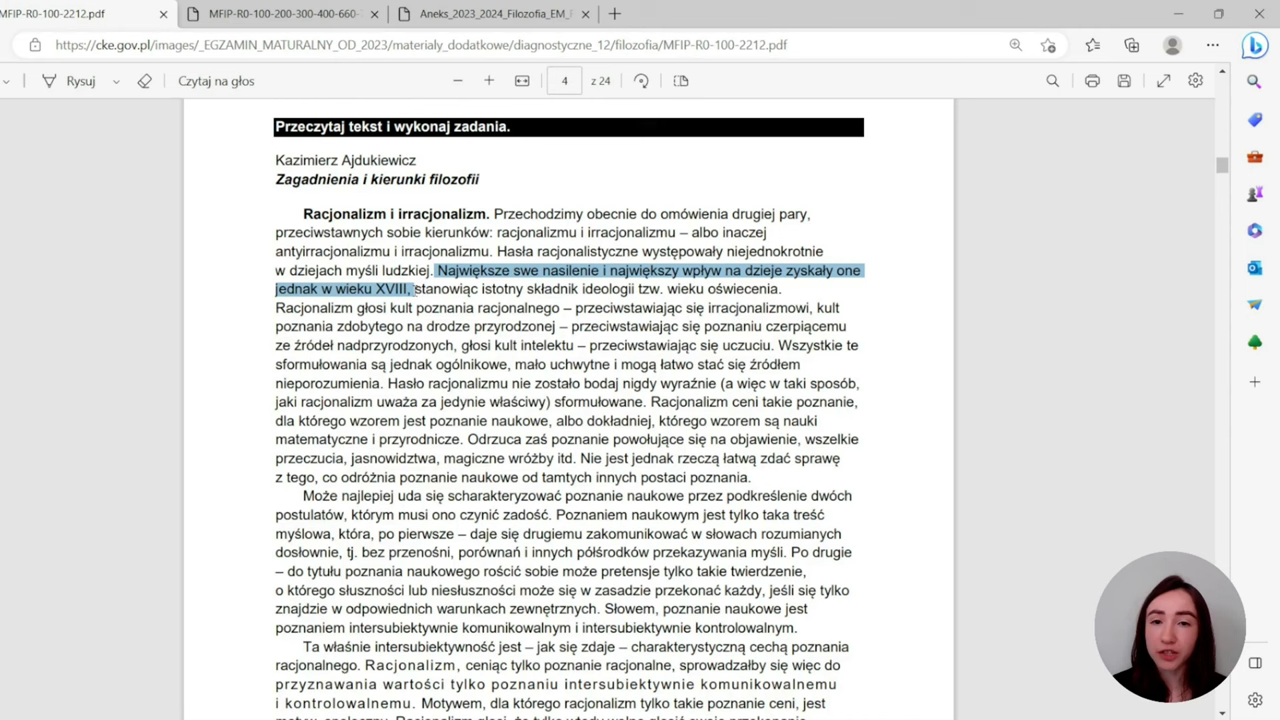 MFIP-R0-100-2212.pdf
MFIP-R0-100-200-300-400-660-
Aneks_2023_2024_Filozofia_EM_
https://cke.gov.pl/images/_EGZAMIN_MATURALNY_OD_2023/materialy_dodatkowe/diagnostyczne_12/filozofia/MFIP-R0-100-2212.pdf
Rysuj
Czytaj na głos
4
z 24
Przeczytaj tekst i wykonaj zadania.
Kazimierz Ajdukiewicz
Zagadnienia i kierunki filozofii
Racjonalizm i irracjonalizm. Przechodzimy obecnie do omówienia drugiej pary,
przeciwstawnych sobie kierunków: racjonalizmu i irracjonalizmu – albo inaczej
antyirracjonalizmu i irracjonalizmu. Hasła racjonalistyczne występowały niejednokrotnie
w dziejach myśli ludzkiej. Największe swe nasilenie i największy wpływ na dzieje zyskały one
jednak w wieku XVIII, stanowiąc istotny składnik ideologii tzw. wieku oświecenia.
Racjonalizm głosi kult poznania racjonalnego – przeciwstawiając się irracjonalizmowi, kult
poznania zdobytego na drodze przyrodzonej – przeciwstawiając się poznaniu czerpiącemu
ze źródeł nadprzyrodzonych, głosi kult intelektu – przeciwstawiając się uczuciu. Wszystkie te
sformułowania są jednak ogólnikowe, mało uchwytne i mogą łatwo stać się źródłem
nieporozumienia. Hasło racjonalizmu nie zostało bodaj nigdy wyraźnie (a więc w taki sposób,
jaki racjonalizm uważa za jedynie właściwy) sformułowane. Racjonalizm ceni takie poznanie,
dla którego wzorem jest poznanie naukowe, albo dokładniej, którego wzorem są nauki
matematyczne i przyrodnicze. Odrzuca zaś poznanie powołujące się na objawienie, wszelkie
przeczucia, jasnowidztwa, magiczne wróżby itd. Nie jest jednak rzeczą łatwą zdać sprawę
z tego, co odróżnia poznanie naukowe od tamtych innych postaci poznania.
Może najlepiej uda się scharakteryzować poznanie naukowe przez podkreślenie dwóch
postulatów, którym musi ono czynić zadość. Poznaniem naukowym jest tylko taka treść
myślowa, która, po pierwsze – daje się drugiemu zakomunikować w słowach rozumianych
dosłownie, tj. bez przenośni, porównań i innych półśrodków przekazywania myśli. Po drugie
– do tytułu poznania naukowego rościć sobie może pretensje tylko takie twierdzenie,
o którego słuszności lub niesłuszności może się w zasadzie przekonać każdy, jeśli się tylko
znajdzie w odpowiednich warunkach zewnętrznych. Słowem, poznanie naukowe jest
poznaniem intersubiektywnie komunikowalnym i intersubiektywnie kontrolowalnym.
Ta właśnie intersubiektywność jest – jak się zdaje – charakterystyczną cechą poznania
racjonalnego. Racjonalizm, ceniąc tylko poznanie racjonalne, sprowadzałby się więc do
przyznawania wartości tylko poznaniu intersubiektywnie komunikowalnemu
i kontrolowalnemu. Motywem, dla którego racjonalizm tylko takie poznanie ceni, jest